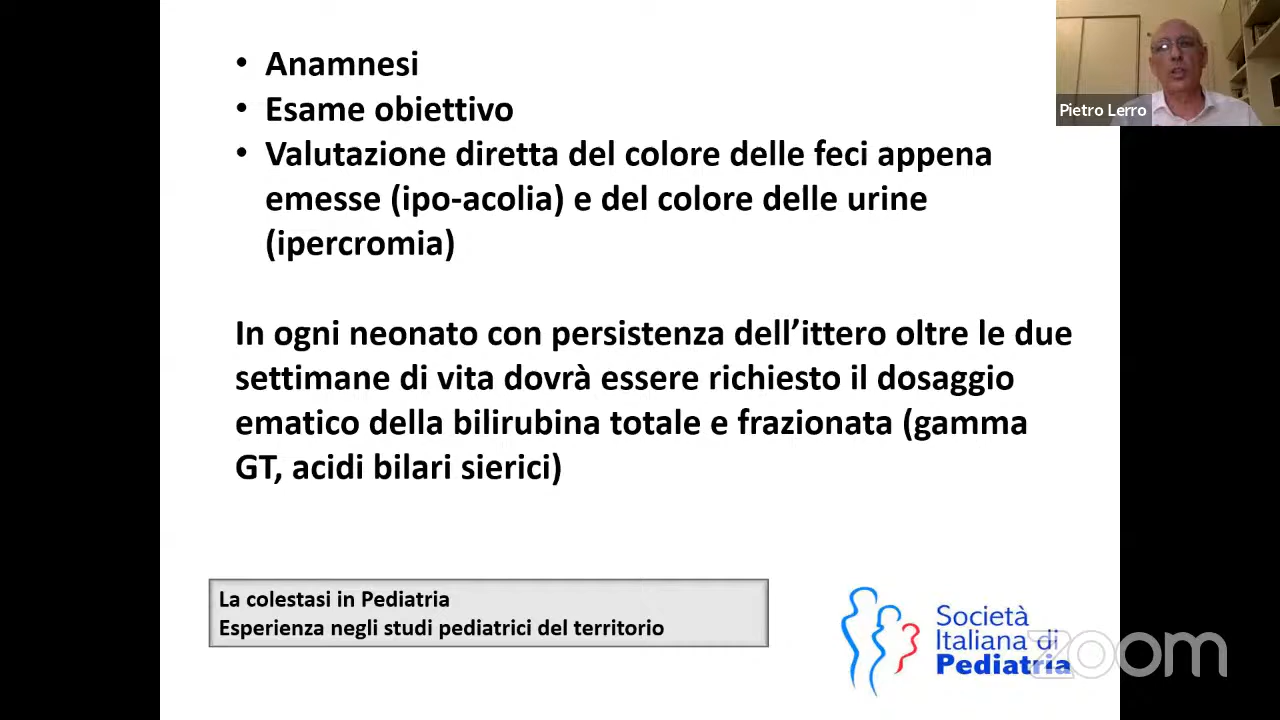 • Anamnesi
• Esame obiettivo
• Valutazione diretta del colore delle feci appena
emesse (ipo-acolia) e del colore delle urine
(ipercromia)
In ogni neonato con persistenza dell’ittero oltre le due
settimane di vita dovrà essere richiesto il dosaggio
ematico della bilirubina totale e frazionata (gamma
GT, acidi bilari sierici)
La colestasi in Pediatria
Esperienza negli studi pediatrici del territorio
Società
Italiana di
Pediatria
zoom
Pietro Lerro